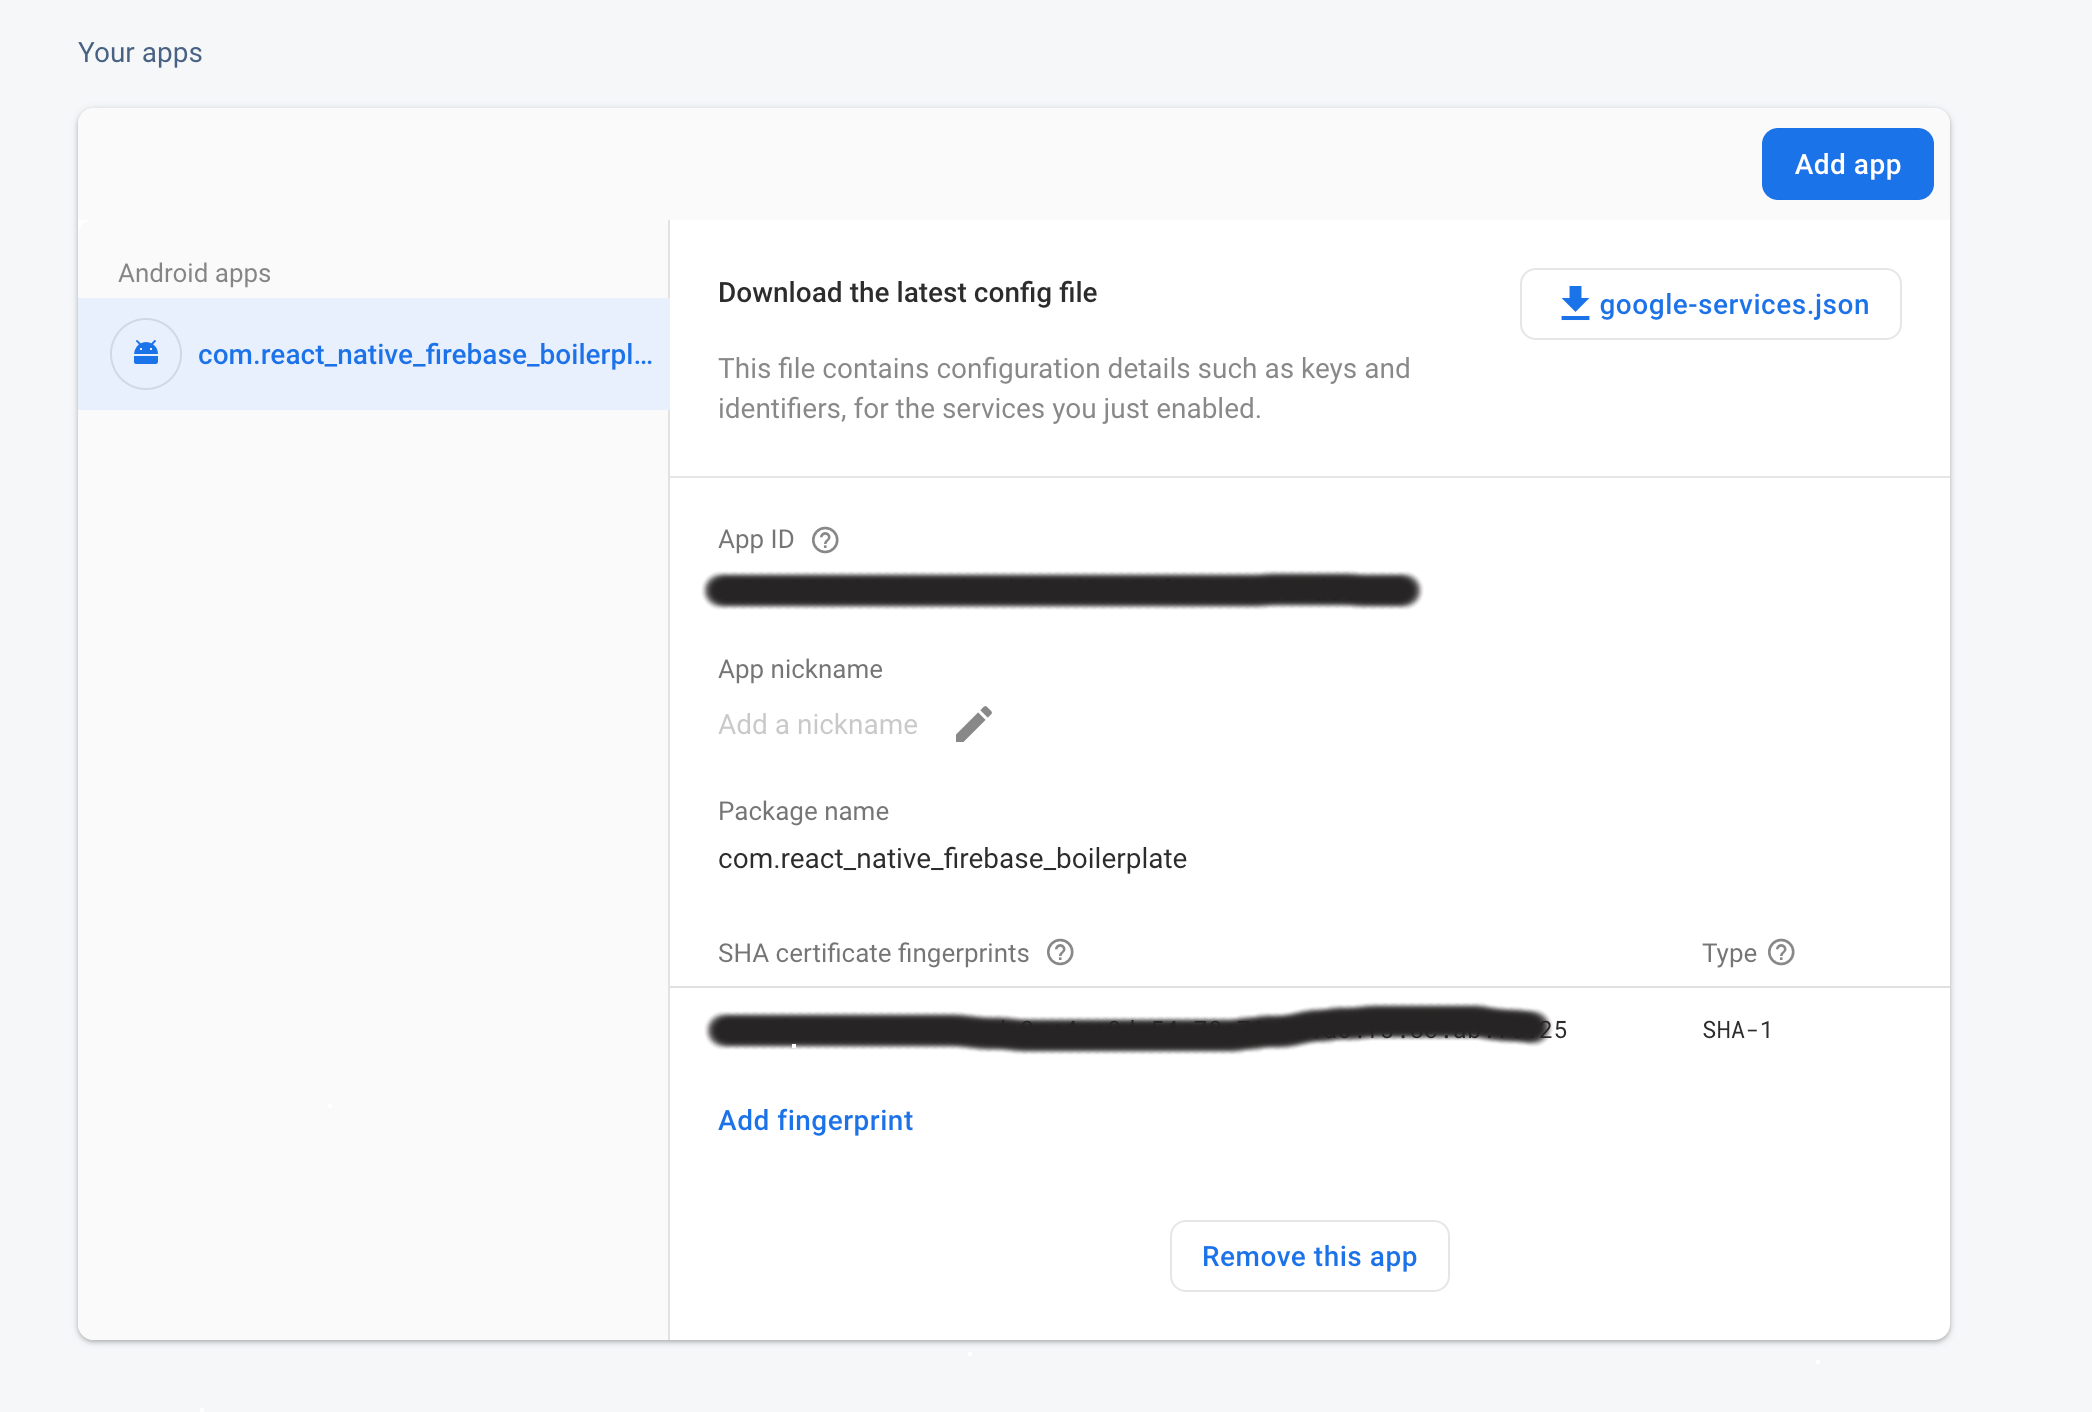 Your apps
Add app
Android apps
com.react_native_firebase_boilerpl...
Download the latest config file
google-services.json
This file contains configuration details such as keys and
identifiers, for the services you just enabled.
App ID
App nickname
Add a nickname
Package name
com.react_native_firebase_boilerplate
SHA certificate fingerprints
Type
25
SHA-1
Add fingerprint
Remove this app